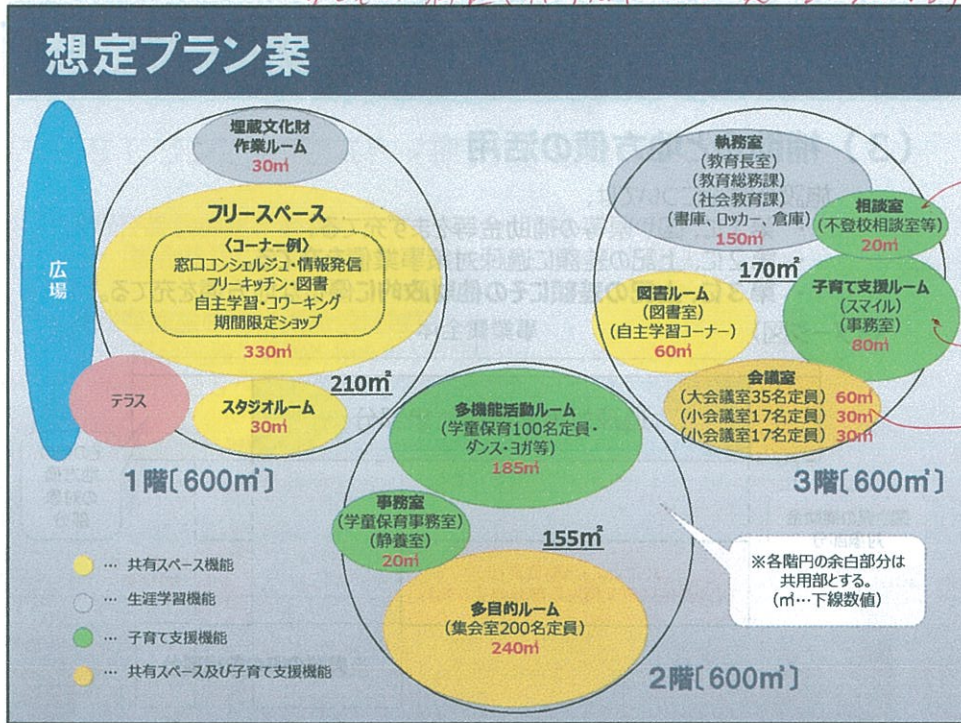 想定プラン案
広場
埋蔵文化財
作業ルーム
30㎡
フリースペース
〈コーナー例〉
窓口コンシェルジュ・情報発信
フリーキッチン・図書
自主学習・コワーキング
期間限定ショップ
330㎡
210㎡
テラス
スタジオルーム
30㎡
1階〔600㎡〕
多機能活動ルーム
(学童保育100名定員・
ダンス・ヨガ等)
185㎡
事務室
(学童保育事務室)
(静養室)
20㎡
155㎡
多目的ルーム
(集会室200名定員)
240㎡
2階〔600㎡〕
執務室
(教育長室)
(教育総務課)
(社会教育課)
(書庫、ロッカー、倉庫)
150㎡
相談室
(不登校相談室等)
20㎡
170㎡
図書ルーム
(図書室)
(自主学習コーナー)
60㎡
子育て支援ルーム
(スマイル)
(事務室)
80㎡
会議室
(大会議室35名定員) 60㎡
(小会議室17名定員) 30㎡
(小会議室17名定員) 30㎡
3階〔600㎡〕
※各階円の余白部分は
共用部とする。
(㎡…下線数値)
… 共有スペース機能
… 生涯学習機能
… 子育て支援機能
… 共有スペース及び子育て支援機能